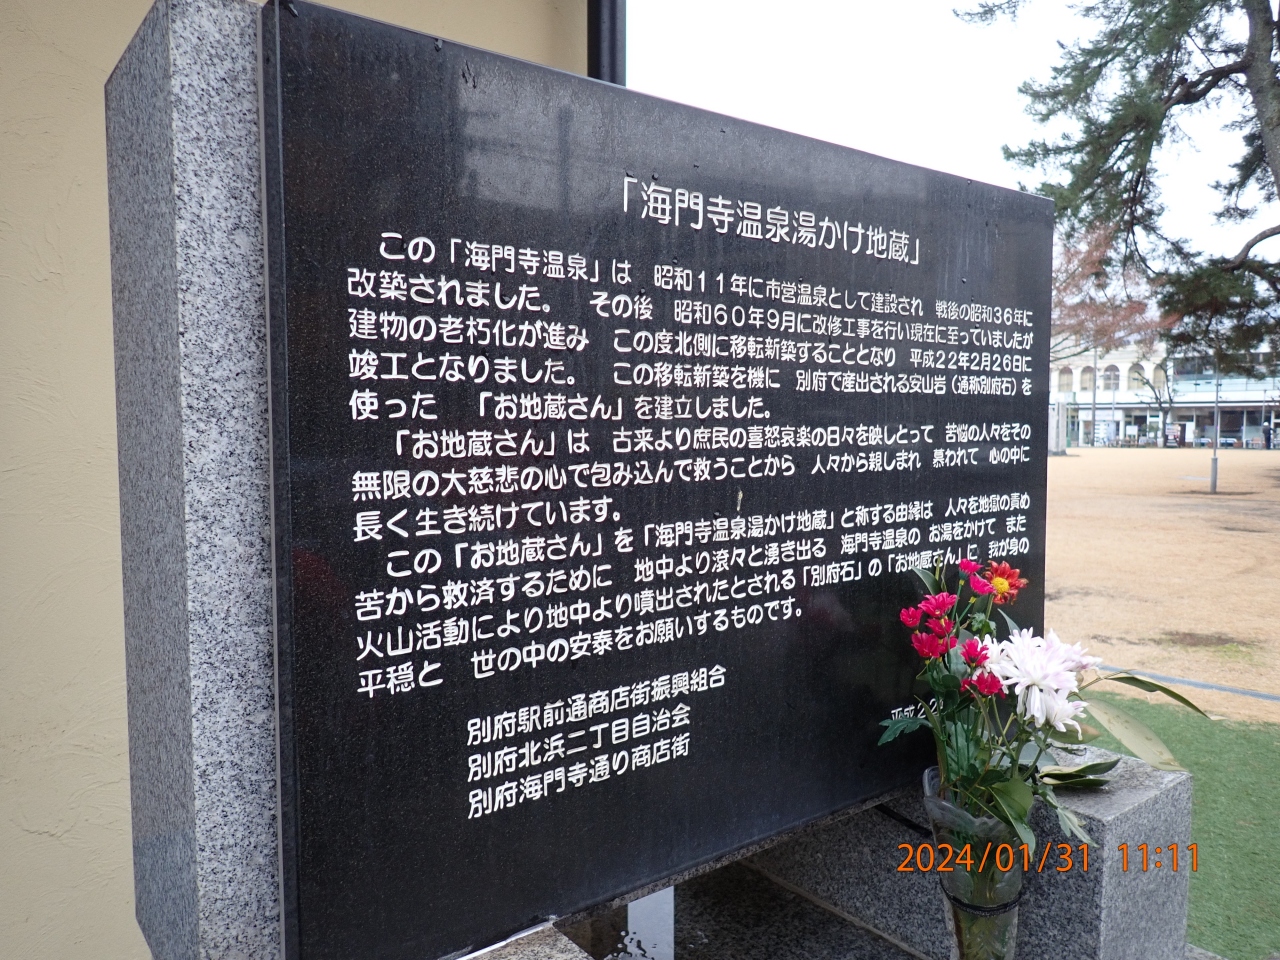 「海門寺温泉湯かけ地蔵」
この「海門寺温泉」は　昭和11年に市営温泉として建設され　戦後の昭和36年に
改築されました。　その後　昭和60年9月に改修工事を行い現在に至っていましたが
建物の老朽化が進み　この度北側に移転新築することとなり　平成22年2月26日に
竣工となりました。　この移転新築を機に　別府で産出される安山岩（通称別府石）を
使った　「お地蔵さん」を建立しました。
「お地蔵さん」は　古来より庶民の喜怒哀楽の日々を映しとって　苦悩の人々をその
無限の大慈悲の心で包み込んで救うことから　人々から親しまれ　慕われて　心の中に
長く生き続けています。
この「お地蔵さん」を「海門寺温泉湯かけ地蔵」と称する由縁は　人々を地獄の責め
苦から救済するために　地中より滾々と湧き出る　海門寺温泉の　お湯をかけて　また
火山活動により地中より噴出されたとされる「別府石」の「お地蔵さん」に　我が身の
平穏と　世の中の安泰をお願いするものです。
平成22
別府駅前通商店街振興組合
別府北浜二丁目自治会
別府海門寺通り商店街
2024/01/31 11:11